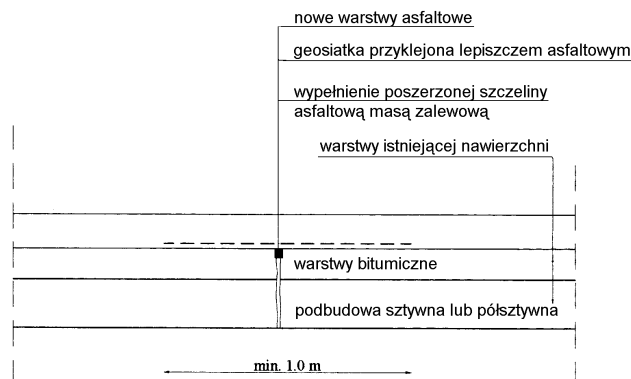 nowe warstwy asfaltowe
geosiatka przyklejona lepiszczem asfaltowym
wypełnienie poszerzonej szczeliny
asfaltową masą zalewową
warstwy istniejącej nawierzchni
warstwy bitumiczne
podbudowa sztywna lub półsztywna
min. 1.0 m